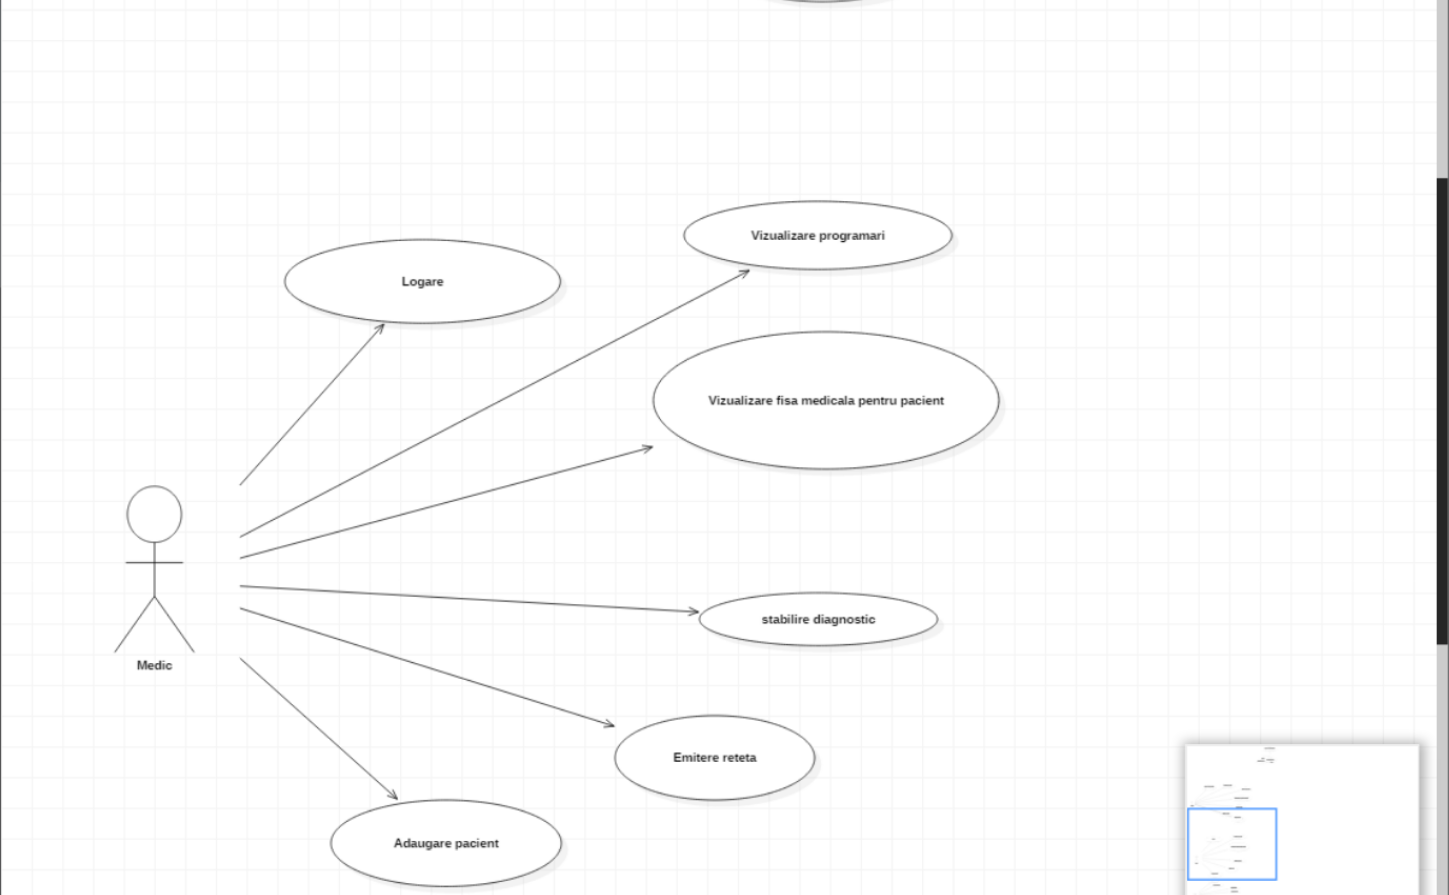 Vizualizare programari
Logare
Vizualizare fisa medicala pentru pacient
stabilire diagnostic
Medic
Emitere reteta
Adaugare pacient